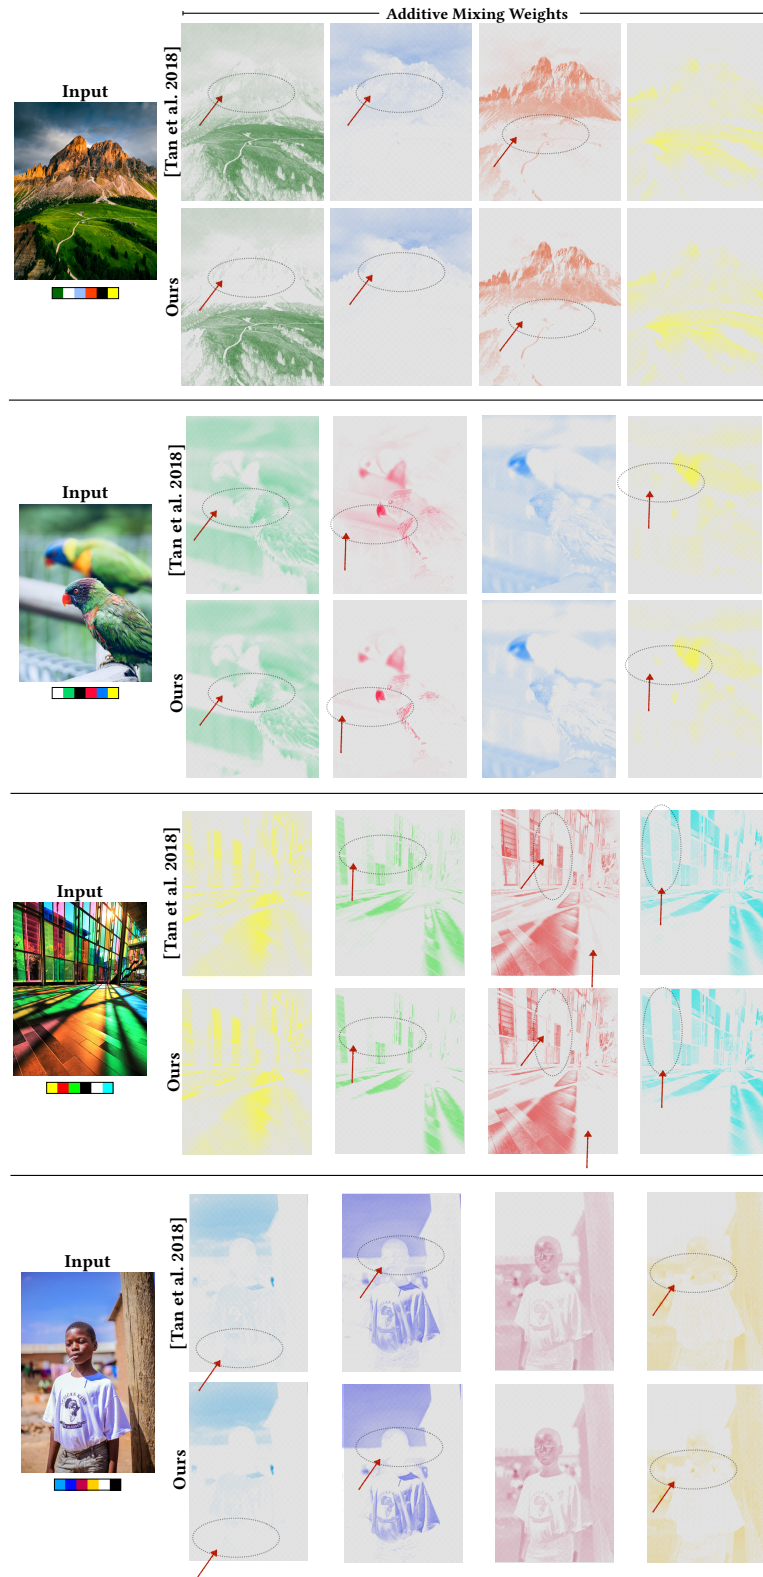 Additive Mixing Weights
Input
[Tan et al. 2018]
Ours
Input
[Tan et al. 2018]
Ours
Input
[Tan et al. 2018]
Ours
Input
[Tan et al. 2018]
Ours